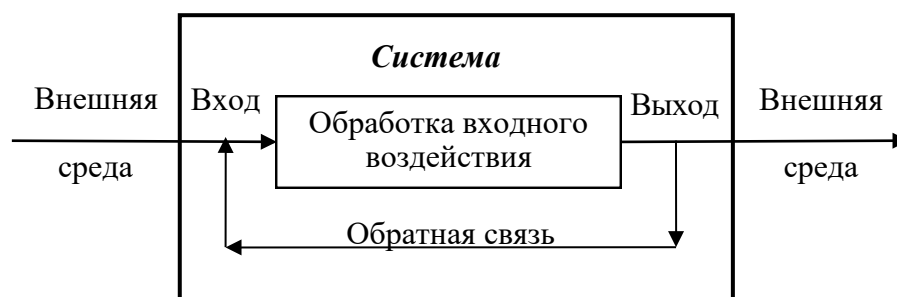 Система
Внешняя
среда
Вход
Обработка входного
воздействия
Выход
Внешняя
среда
Обратная связь